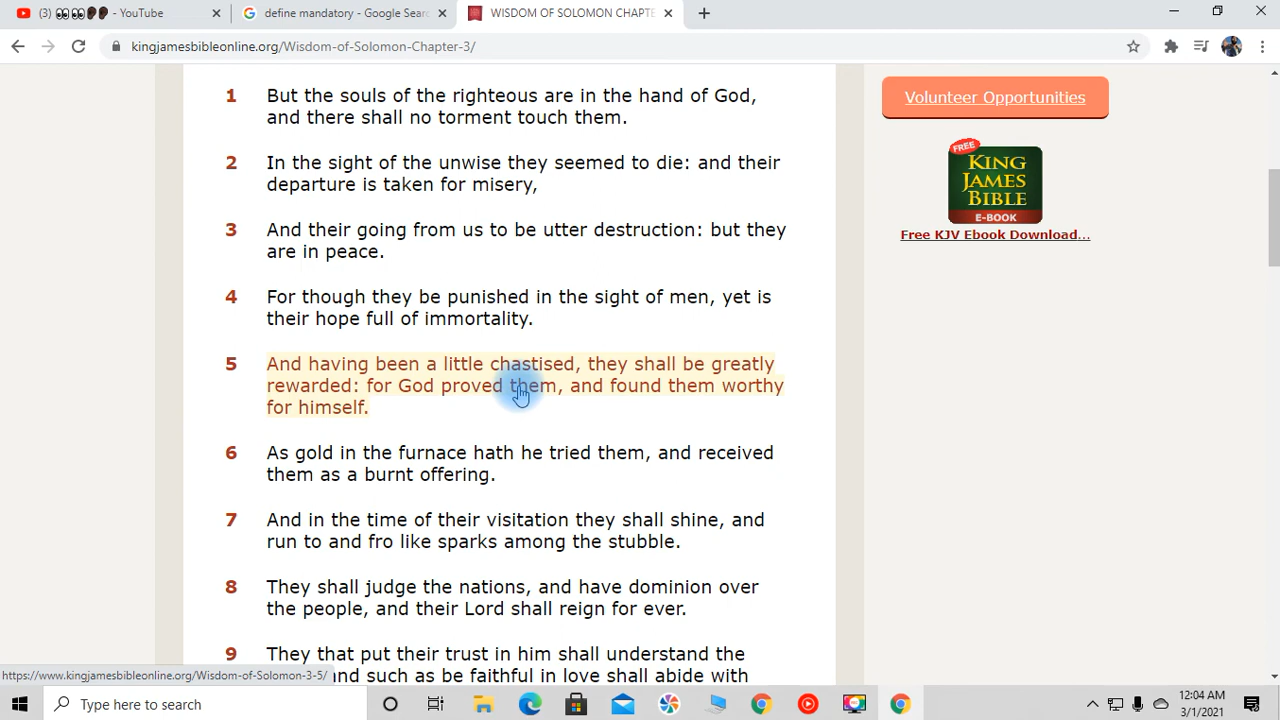 (3) 👀👀👂🏿👂🏿 - YouTube
define mandatory - Google Searc
WISDOM OF SOLOMON CHAPTE
kingjamesbibleonline.org/Wisdom-of-Solomon-Chapter-3/
1 But the souls of the righteous are in the hand of God,
and there shall no torment touch them.
2 In the sight of the unwise they seemed to die: and their
departure is taken for misery,
3 And their going from us to be utter destruction: but they
are in peace.
4 For though they be punished in the sight of men, yet is
their hope full of immortality.
5 And having been a little chastised, they shall be greatly
rewarded: for God proved them, and found them worthy
for himself.
6 As gold in the furnace hath he tried them, and received
them as a burnt offering.
7 And in the time of their visitation they shall shine, and
run to and fro like sparks among the stubble.
8 They shall judge the nations, and have dominion over
the people, and their Lord shall reign for ever.
9 They that put their trust in him shall understand the
and such as be faithful in love shall abide with
Volunteer Opportunities
FREE
KING
JAMES
BIBLE
E-BOOK
Free KJV Ebook Download...
https://www.kingjamesbibleonline.org/Wisdom-of-Solomon-3-5/
Type here to search
12:04 AM
3/1/2021